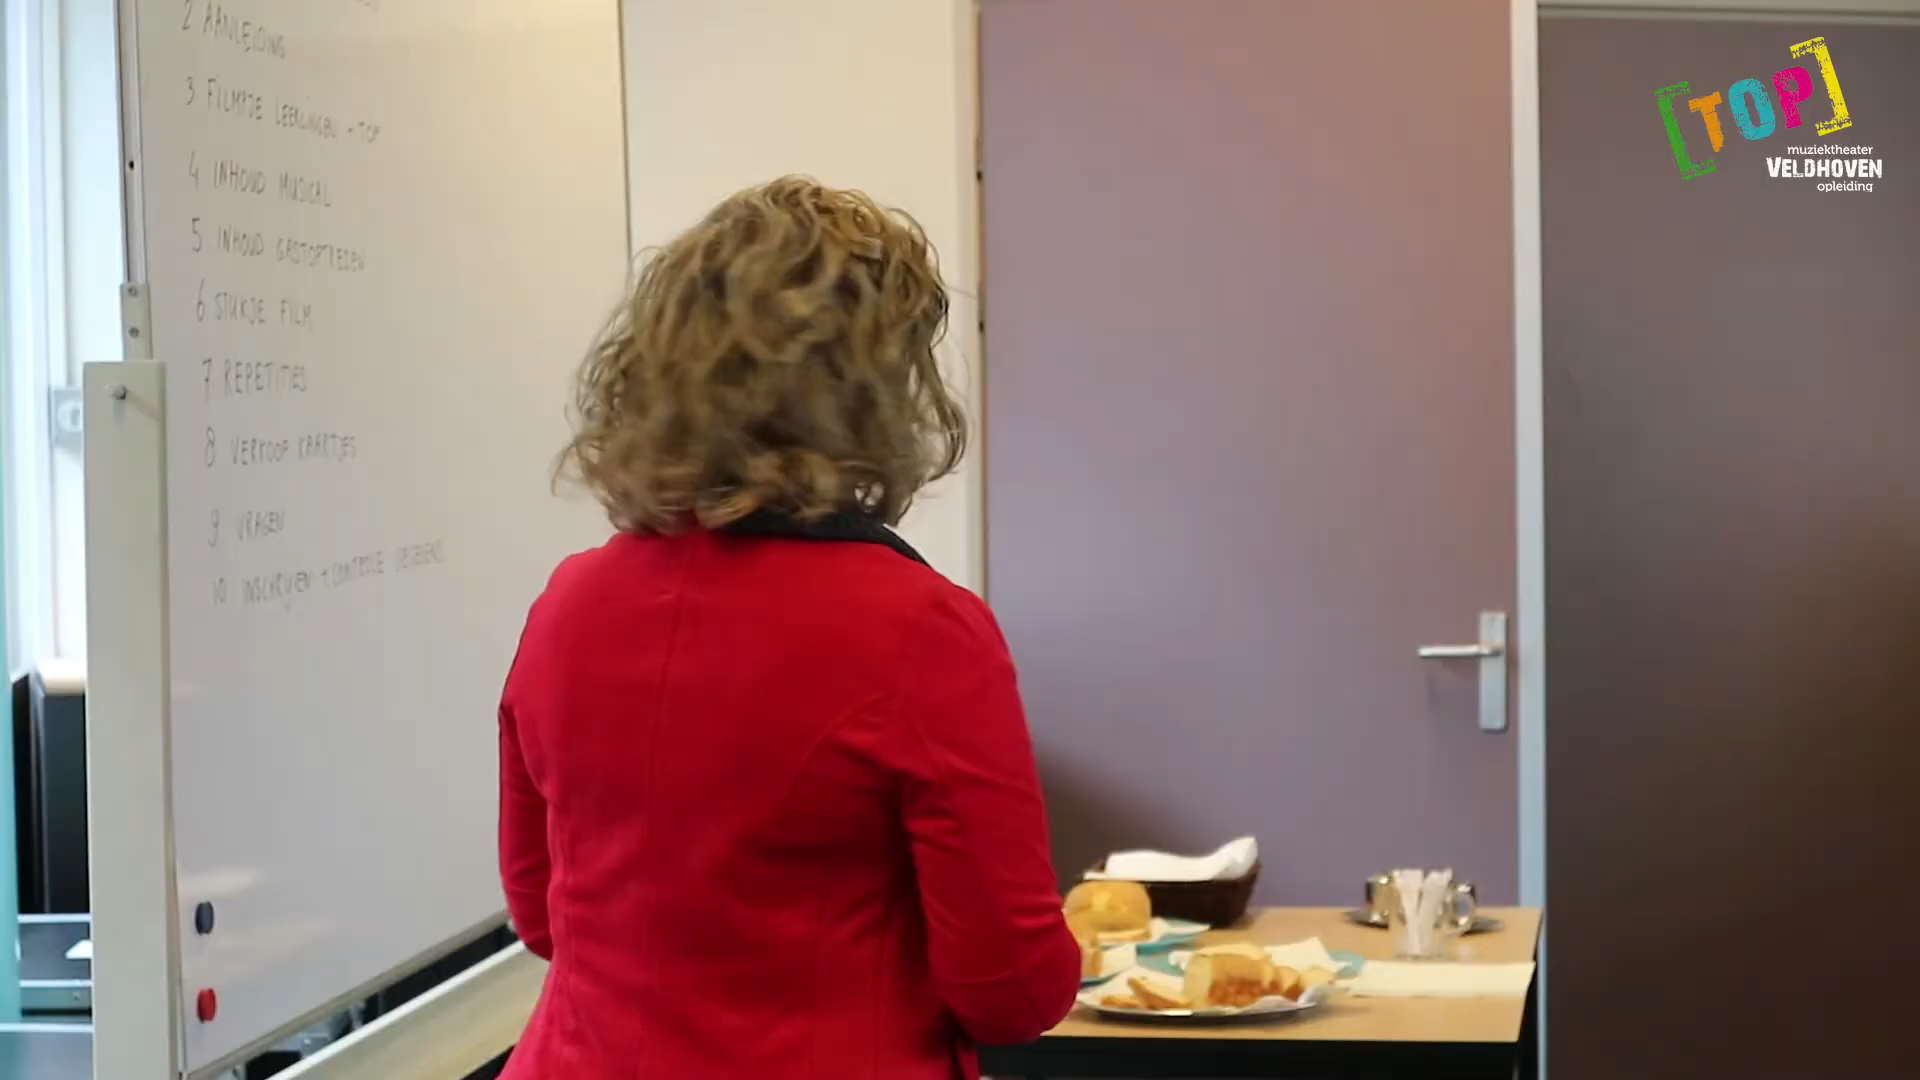 2 AANLEIDING
3 FILMPJE LEERLINGEN - TOP
4 INHOUD MUSICAL
5 INHOUD GASTOPTREDEN
6 STUKJE FILM
7 REPETITIES
8 VERKOOP KAARTJES
9 VRAGEN
10 INSCHRIJVEN + CONTROLE
[TOP]
muziektheater
VELDHOVEN
opleiding